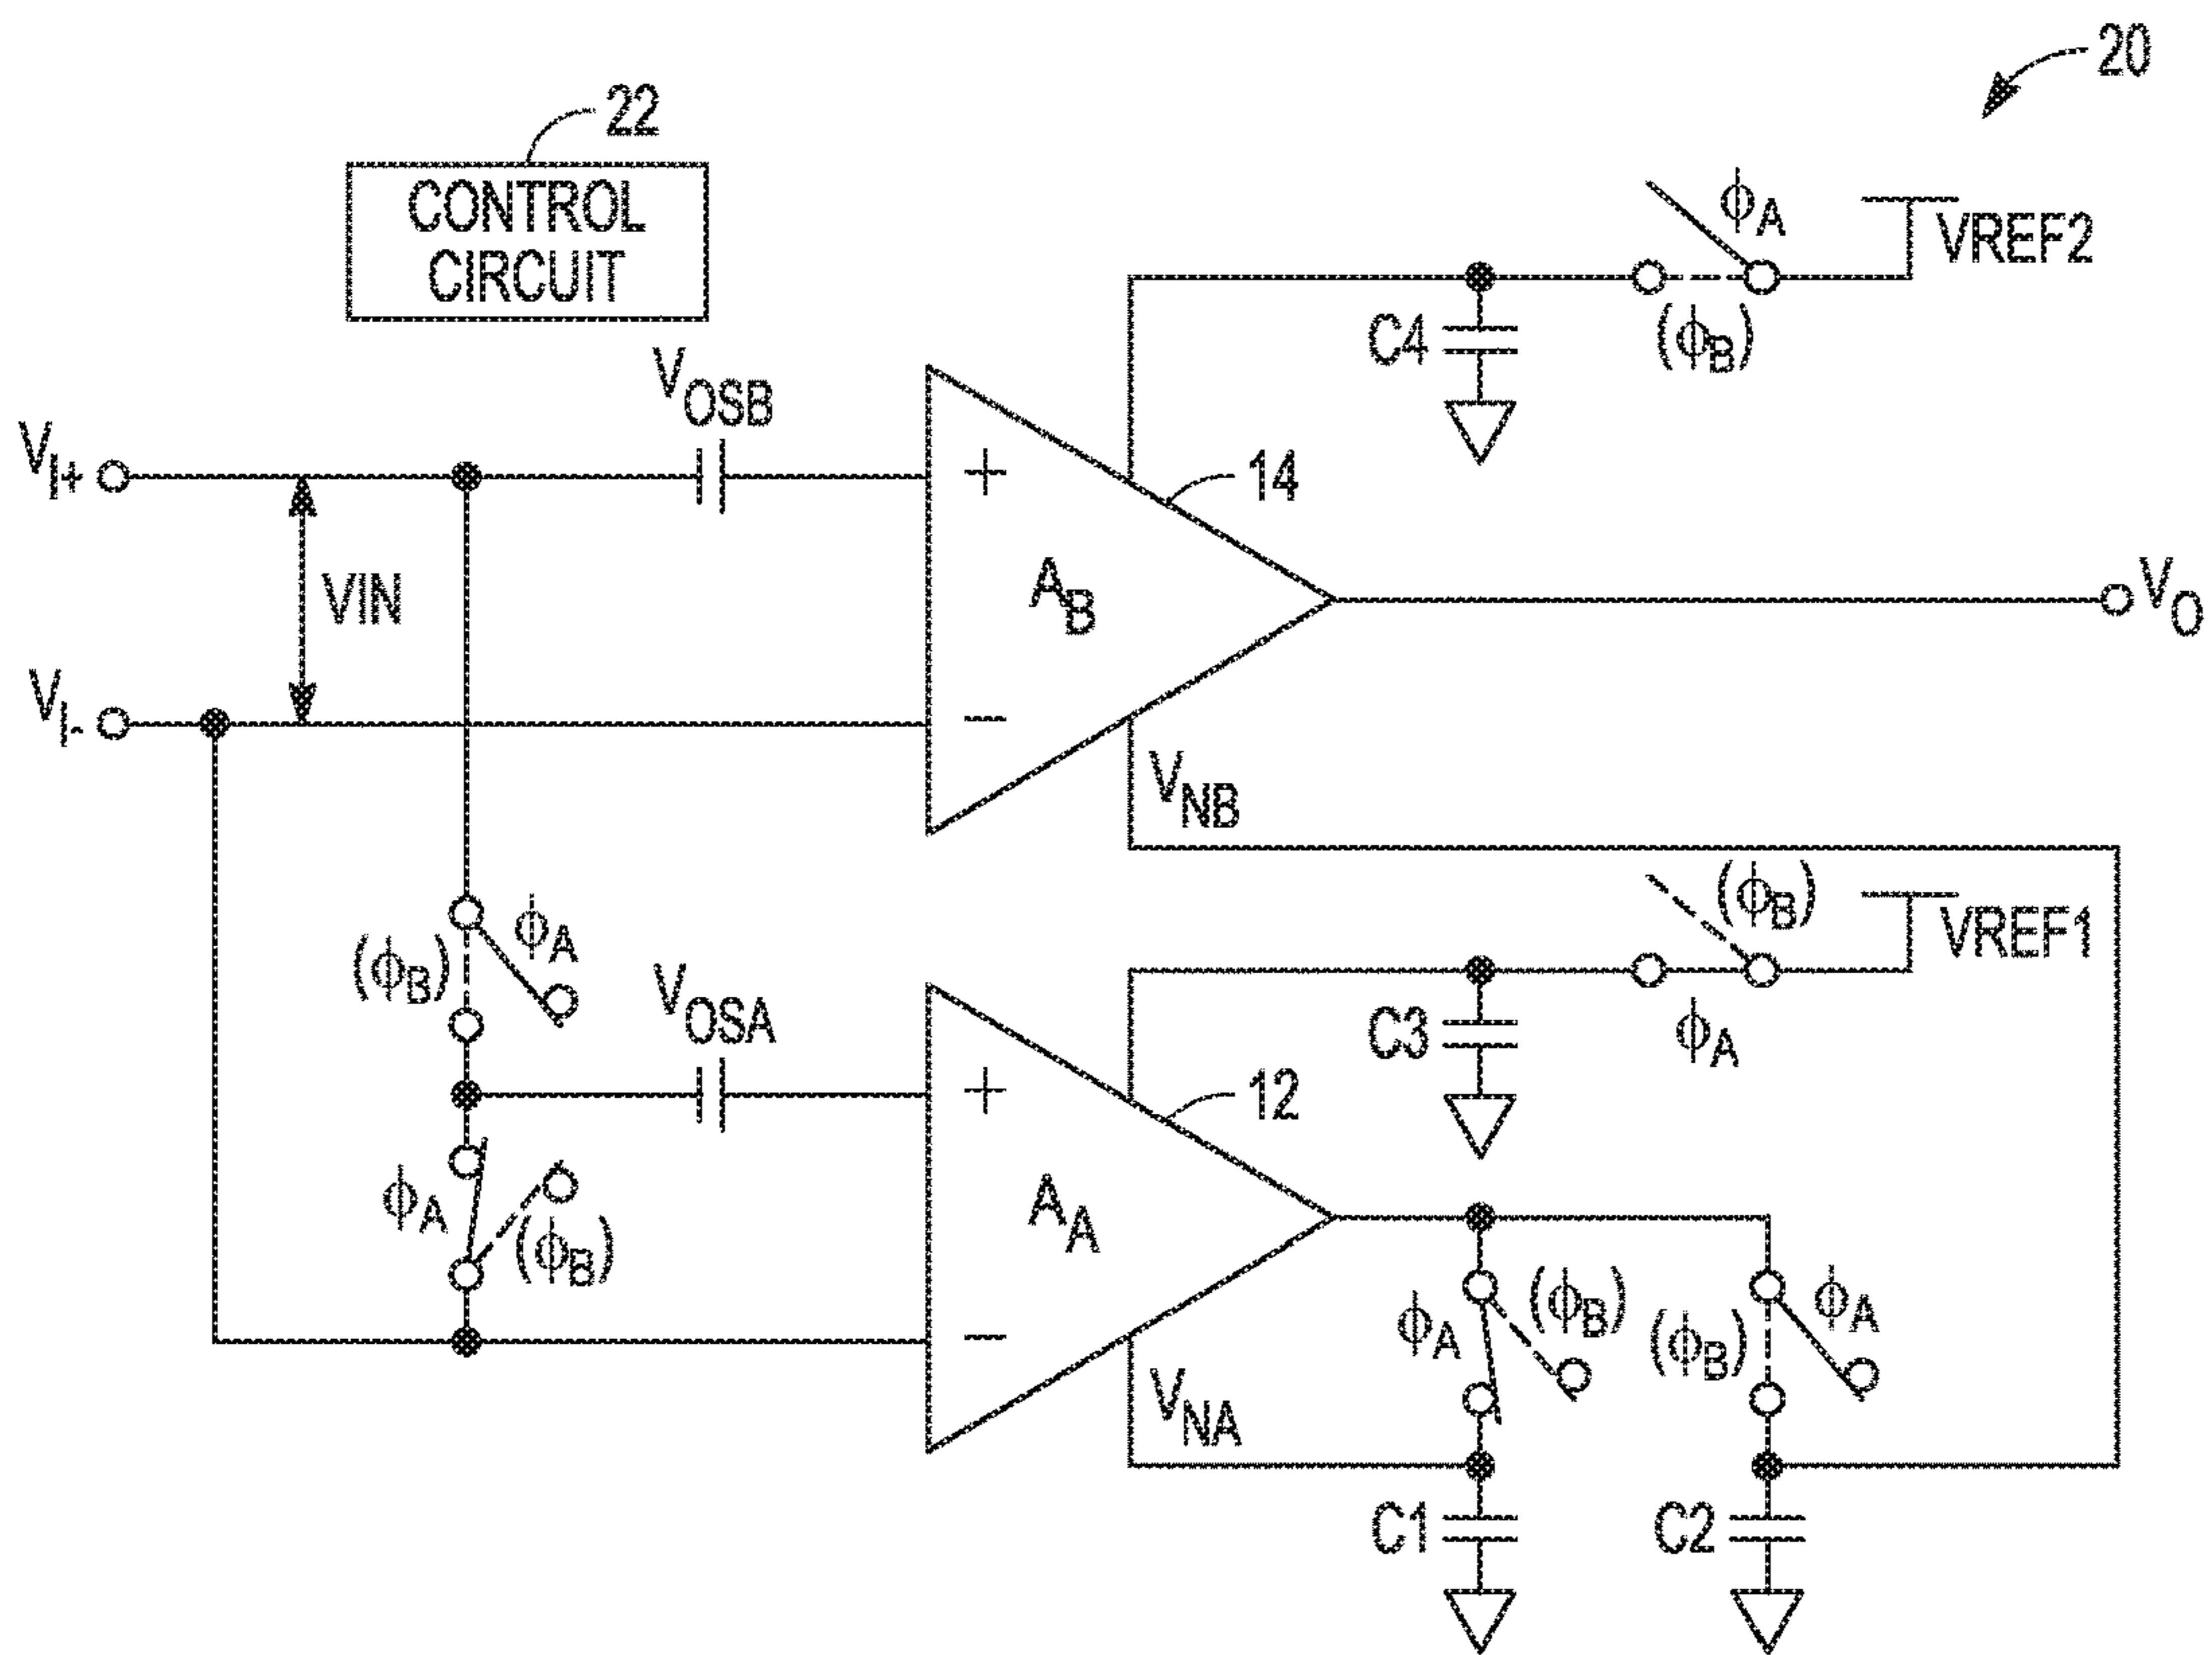 20
22
CONTROL
CIRCUIT
ϕA
VREF2
(ϕB)
C4
VOSB
VI+
+
14
VIN
AB
VO
VI-
−
VNB
(ϕB)
VREF1
ϕA
(ϕB)
VOSA
C3
ϕA
+
12
ϕA
(ϕB)
AA
ϕA
(ϕB)
(ϕB)
ϕA
−
VNA
C1
C2